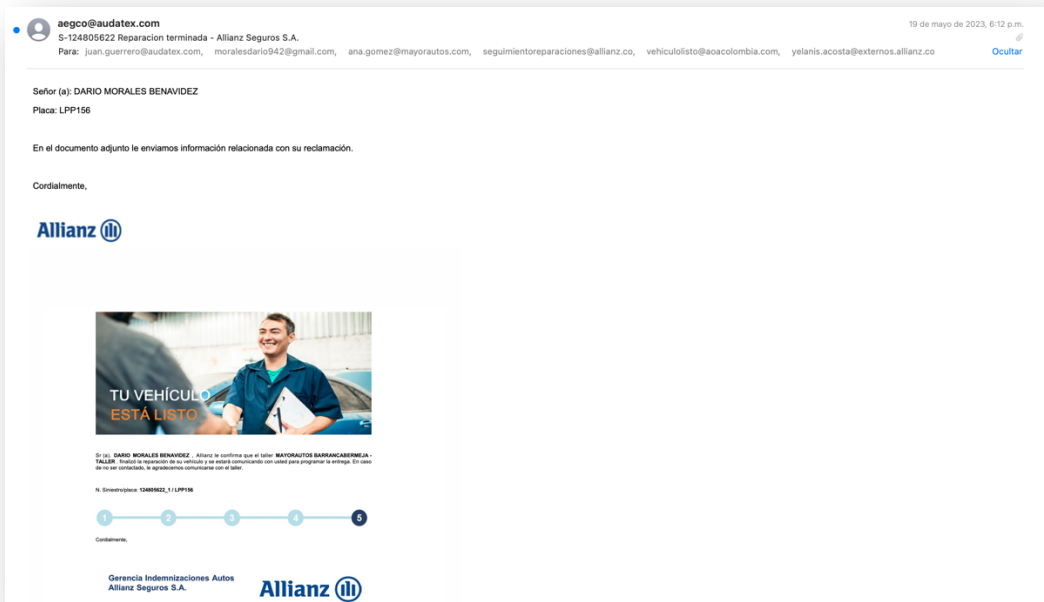 aegco@audatex.com
19 de mayo de 2023, 6:12 p.m.
S-124805622 Reparacion terminada - Allianz Seguros S.A.
Para: juan.guerrero@audatex.com, moralesdario942@gmail.com, ana.gomez@mayorautos.com, seguimientoreparaciones@allianz.co, vehiculolisto@aoacolombia.com, yelanis.acosta@externos.allianz.co
Ocultar
Señor (a): DARIO MORALES BENAVIDEZ
Placa: LPP156
En el documento adjunto le enviamos información relacionada con su reclamación.
Cordialmente,
Allianz
TU VEHÍCULO
ESTÁ LISTO
Sr (a). DARIO MORALES BENAVIDEZ , Allianz le confirma que el taller MAYORAUTOS BARRANCABERMEJA -
TALLER . finalizó la reparación de su vehículo y se estará comunicando con usted para programar la entrega. En caso
de no ser contactado, le agradecemos comunicarse con el taller.
N. Siniestro/placa: 124805622_1 / LPP156
1 2 3 4 5
Cordialmente,
Gerencia Indemnizaciones Autos
Allianz Seguros S.A.
Allianz